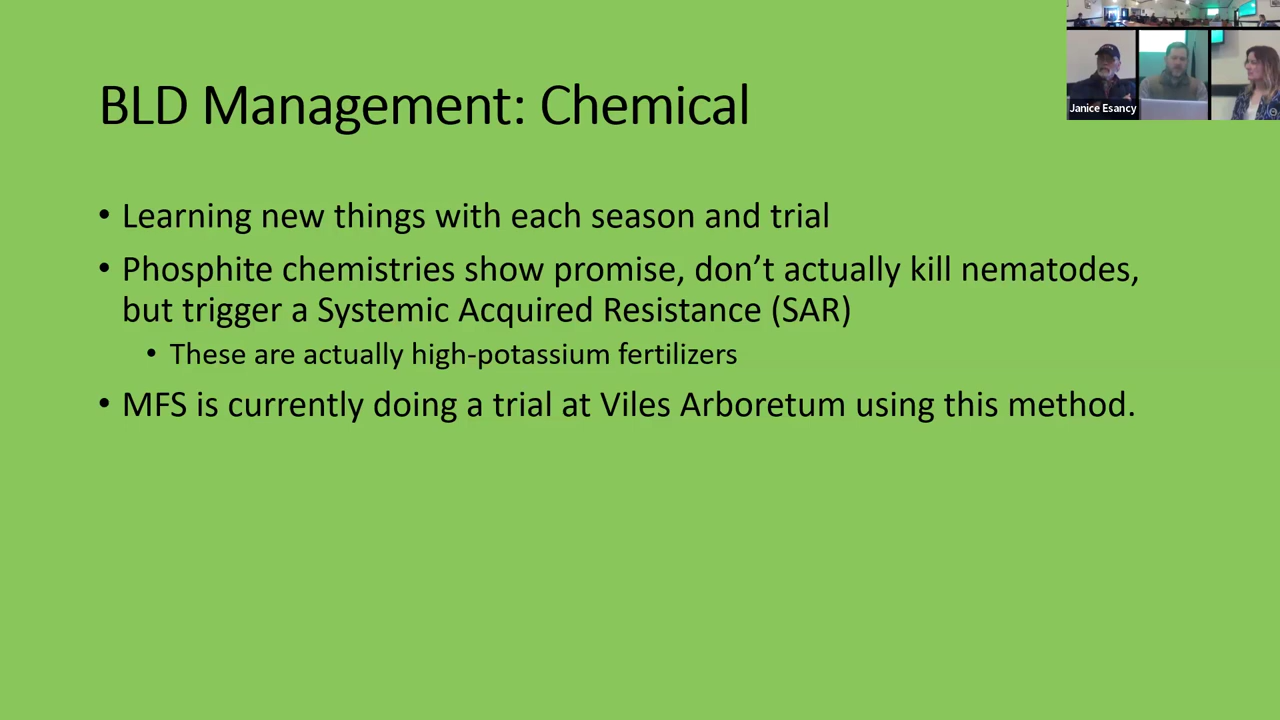 BLD Management: Chemical
Janice Esancy
• Learning new things with each season and trial
• Phosphite chemistries show promise, don’t actually kill nematodes,
but trigger a Systemic Acquired Resistance (SAR)
• These are actually high-potassium fertilizers
• MFS is currently doing a trial at Viles Arboretum using this method.